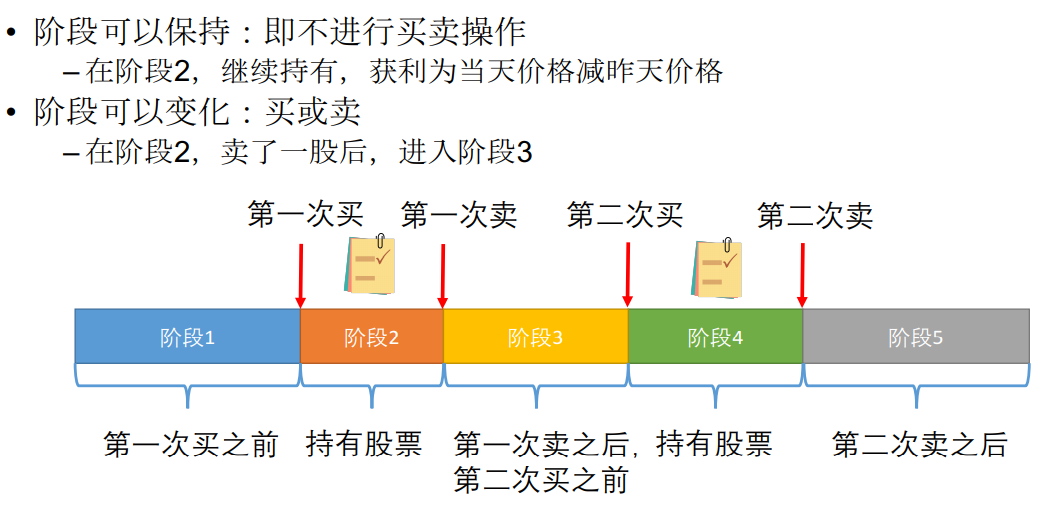 • 阶段可以保持：即不进行买卖操作
–在阶段2，继续持有，获利为当天价格减昨天价格
• 阶段可以变化：买或卖
–在阶段2，卖了一股后，进入阶段3
第一次买 第一次卖 第二次买 第二次卖
阶段1 阶段2 阶段3 阶段4 阶段5
第一次买之前 持有股票 第一次卖之后, 持有股票 第二次卖之后
第二次买之前